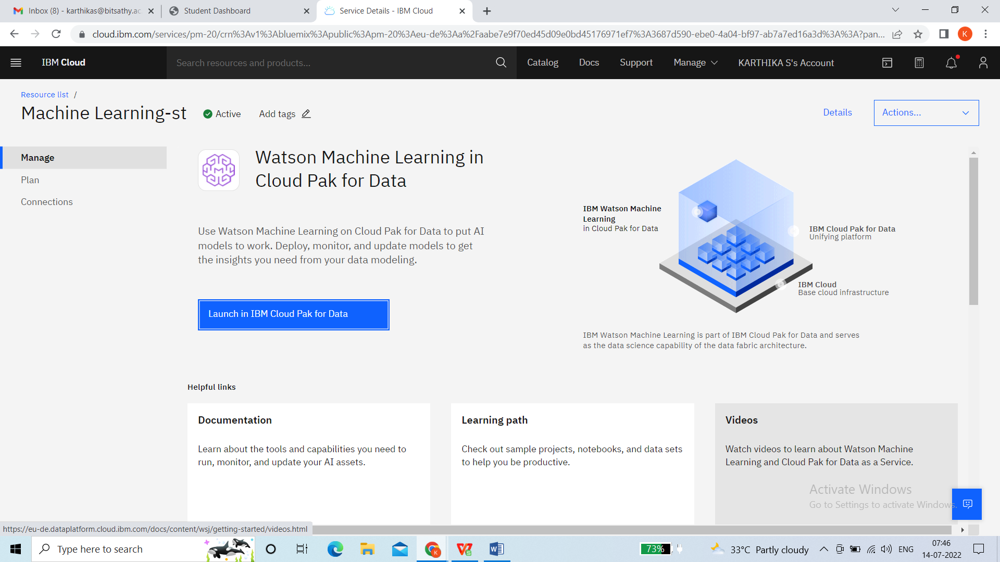 Inbox (8) - karthikas@bitsathy.ac.
Student Dashboard
Service Details - IBM Cloud
cloud.ibm.com/services/pm-20/crn%3Av1%3Abluemix%3Apublic%3Apm-20%3Aeu-de%3Aa%2Faabe7e9f70ed45d09e0bd45176971ef7%3A3687d590-ebe0-4a04-bf97-ab7a7ed16a3d%3A%3A?pan...
K
IBM Cloud
Search resources and products...
Catalog
Docs
Support
Manage
KARTHIKA S's Account
Resource list /
Machine Learning-st
Active
Add tags
Details
Actions...
Manage
Plan
Connections
Watson Machine Learning in
Cloud Pak for Data
Use Watson Machine Learning on Cloud Pak for Data to put AI
models to work. Deploy, monitor, and update models to get
the insights you need from your data modeling.
Launch in IBM Cloud Pak for Data
IBM Watson Machine
Learning
in Cloud Pak for Data
IBM Cloud Pak for Data
Unifying platform
IBM Cloud
Base cloud infrastructure
IBM Watson Machine Learning is part of IBM Cloud Pak for Data and serves
as the data science capability of the data fabric architecture.
Helpful links
Documentation
Learn about the tools and capabilities you need to
run, monitor, and update your AI assets.
Learning path
Check out sample projects, notebooks, and data sets
to help you be productive.
Videos
Watch videos to learn about Watson Machine
Learning and Cloud Pak for Data as a Service.
Activate Windows
Go to Settings to activate Windows.
https://eu-de.dataplatform.cloud.ibm.com/docs/content/wsj/getting-started/videos.html
Type here to search
K
73%
33°C Partly cloudy
ENG
07:46
14-07-2022